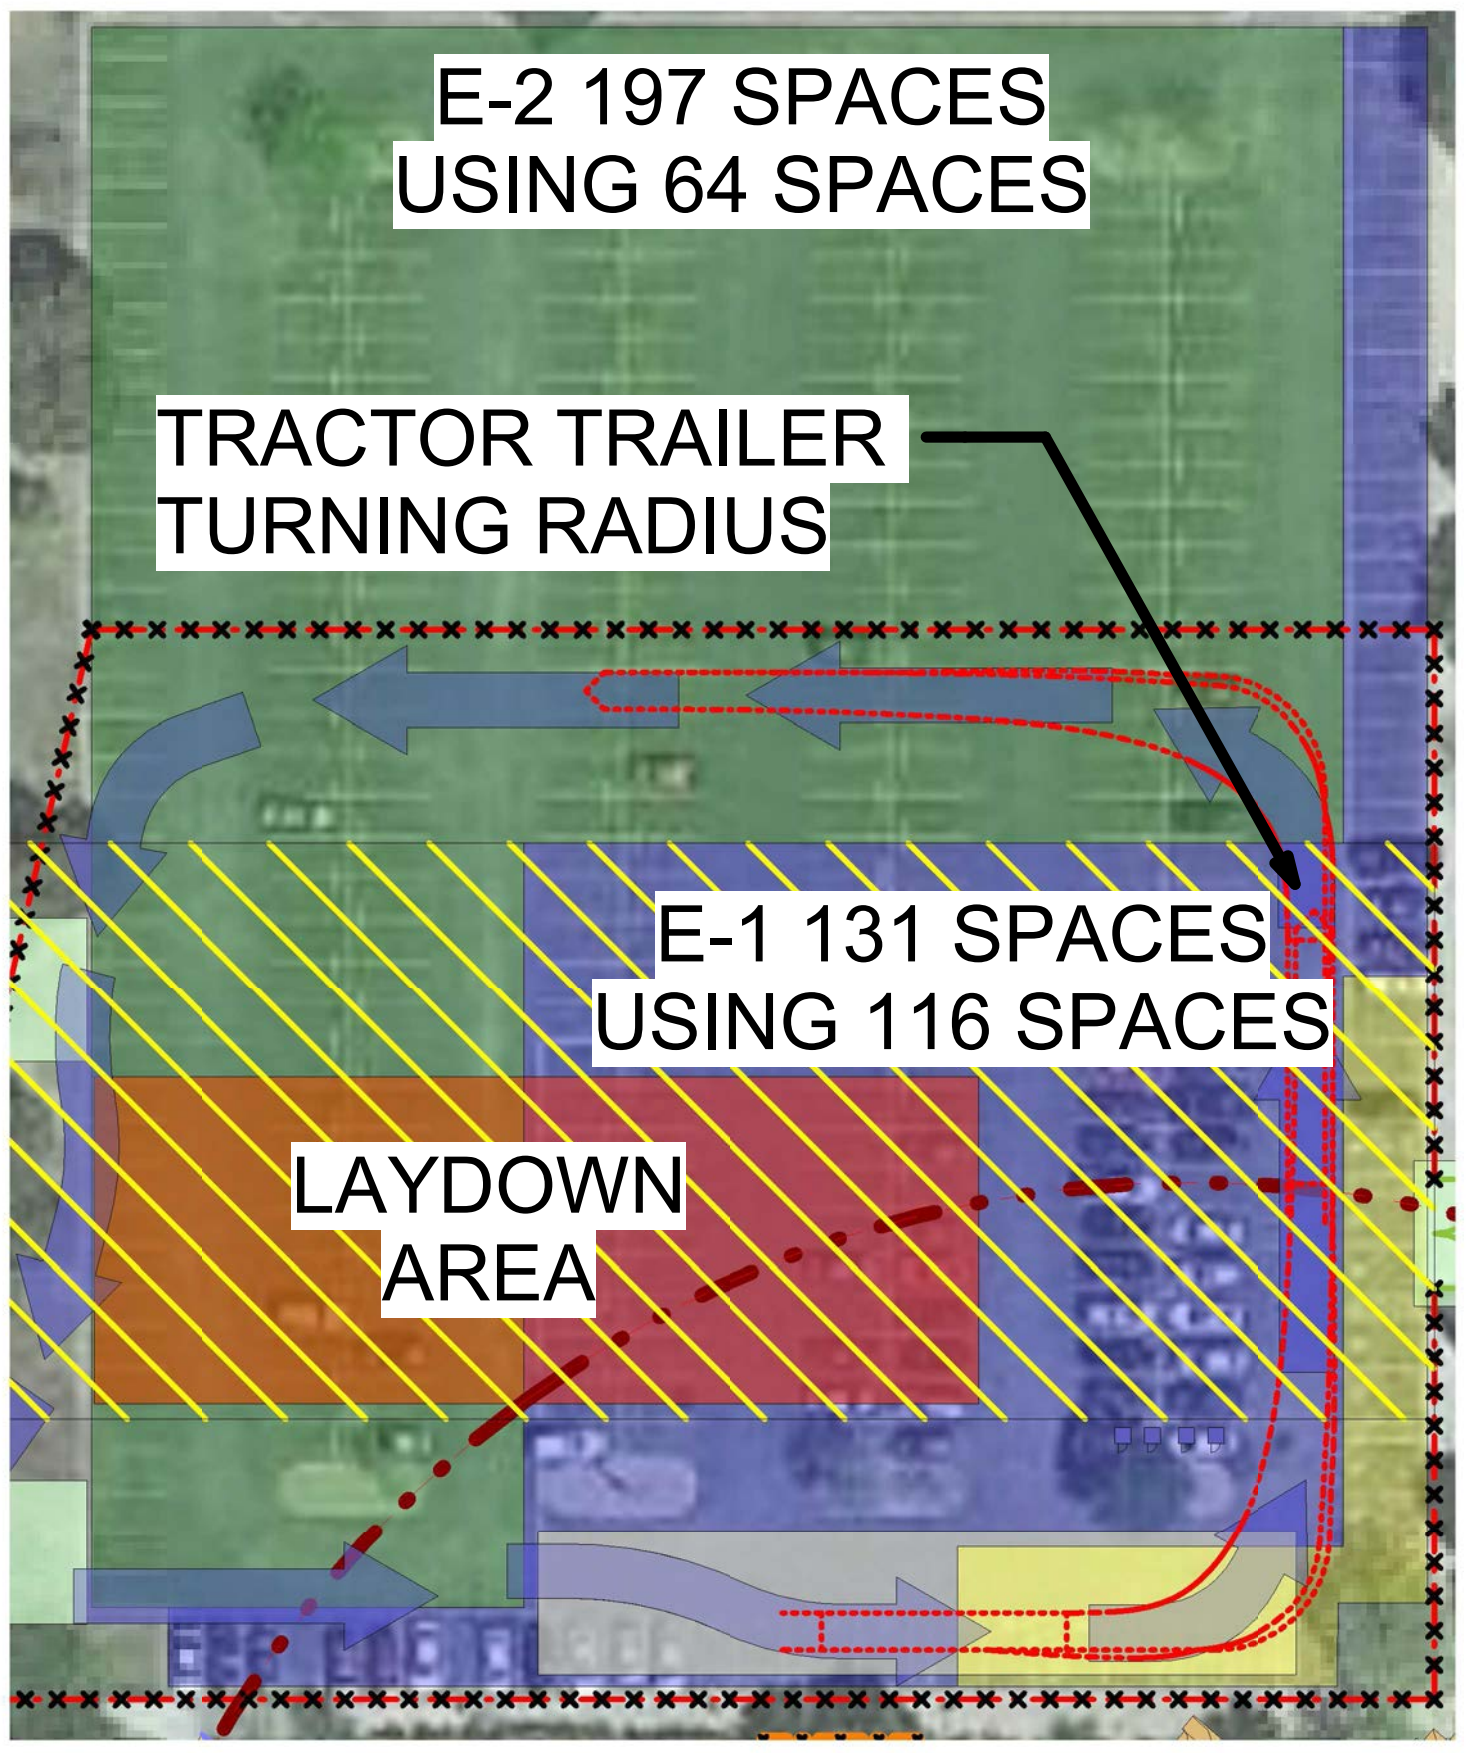 E-2 197 SPACES
USING 64 SPACES
TRACTOR TRAILER
TURNING RADIUS
E-1 131 SPACES
USING 116 SPACES
LAYDOWN
AREA